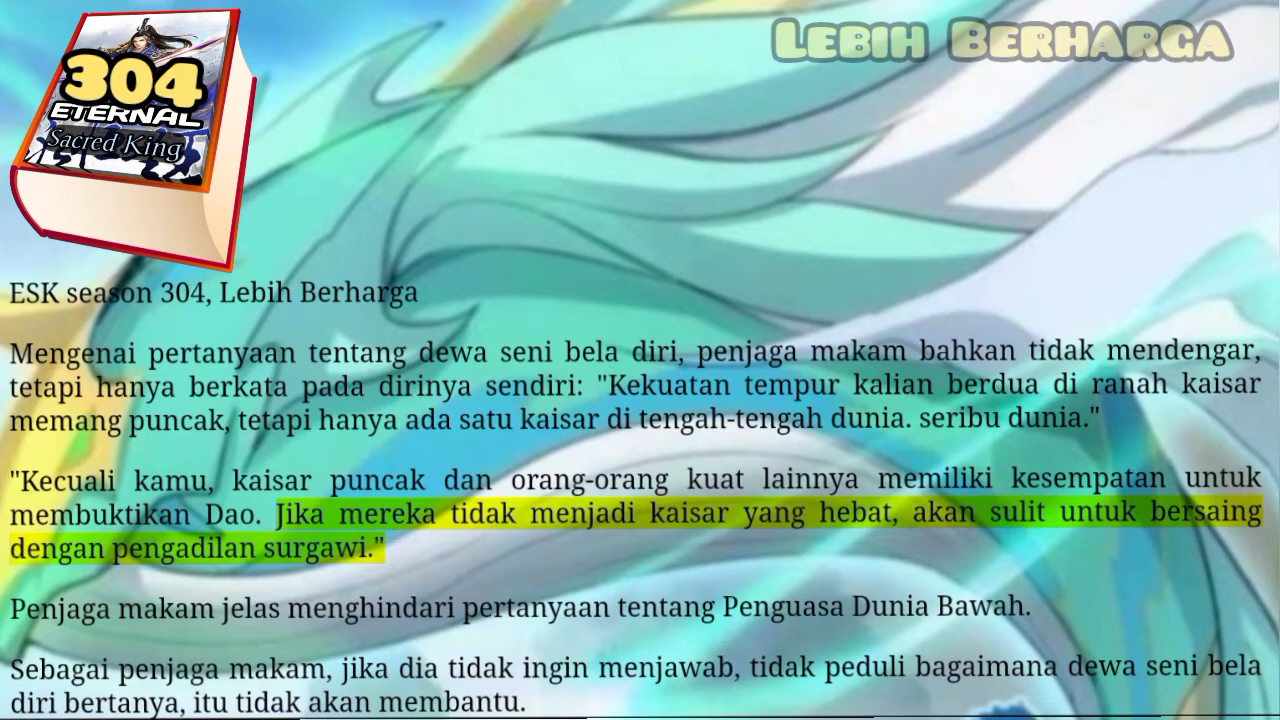 304
ETERNAL
Sacred King
LEBIH BERHARGA
ESK season 304, Lebih Berharga
Mengenai pertanyaan tentang dewa seni bela diri, penjaga makam bahkan tidak mendengar,
tetapi hanya berkata pada dirinya sendiri: "Kekuatan tempur kalian berdua di ranah kaisar
memang puncak, tetapi hanya ada satu kaisar di tengah-tengah dunia. seribu dunia."
"Kecuali kamu, kaisar puncak dan orang-orang kuat lainnya memiliki kesempatan untuk
membuktikan Dao. Jika mereka tidak menjadi kaisar yang hebat, akan sulit untuk bersaing
dengan pengadilan surgawi."
Penjaga makam jelas menghindari pertanyaan tentang Penguasa Dunia Bawah.
Sebagai penjaga makam, jika dia tidak ingin menjawab, tidak peduli bagaimana dewa seni bela
diri bertanya, itu tidak akan membantu.